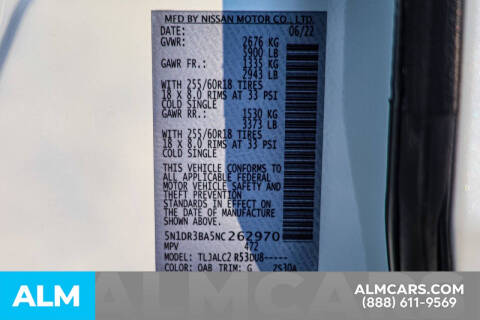 MFD BY NISSAN MOTOR CO., LTD.
DATE: 06/22
GVWR: 2676 KG
5900 LB
GAWR FR.: 1335 KG
2943 LB
WITH 255/60R18 TIRES
18 X 8.0 RIMS AT 33 PSI
COLD SINGLE
GAWR RR.: 1530 KG
3373 LB
WITH 255/60R18 TIRES
18 X 8.0 RIMS AT 33 PSI
COLD SINGLE
THIS VEHICLE CONFORMS TO
ALL APPLICABLE FEDERAL
MOTOR VEHICLE SAFETY AND
THEFT PREVENTION
STANDARDS IN EFFECT ON
THE DATE OF MANUFACTURE
SHOWN ABOVE.
5N1DR3BA5NC262970
MPV 472
MODEL: TLJALC2 R53DU8-----
COLOR: QAB TRIM: G 2S30A
ALM
ALMCARS
ALMCARS.COM
(888) 611-9569